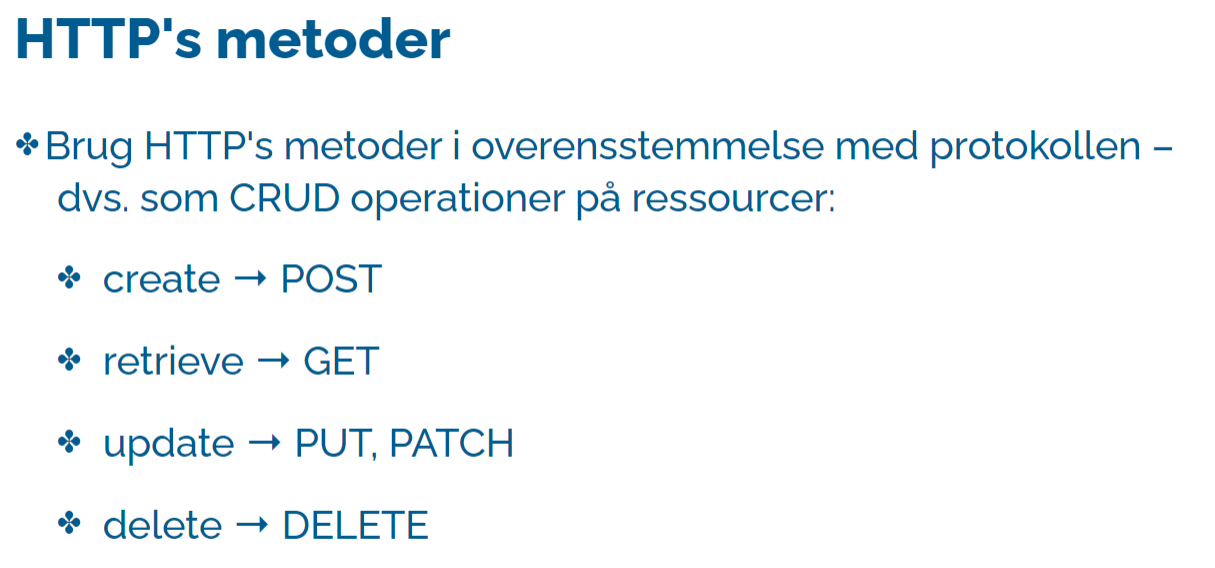 HTTP's metoder
✤Brug HTTP's metoder i overensstemmelse med protokollen –
dvs. som CRUD operationer på ressourcer:
✤ create → POST
✤ retrieve → GET
✤ update → PUT, PATCH
✤ delete → DELETE